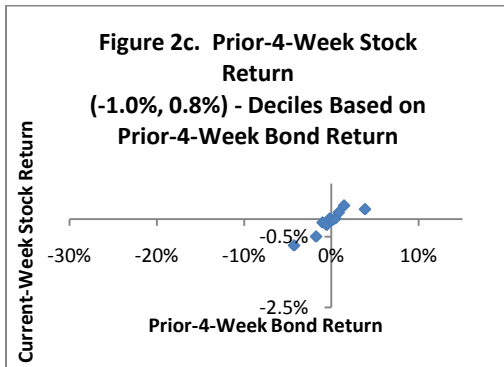 Figure 2c.  Prior-4-Week Stock
Return
(-1.0%, 0.8%) - Deciles Based on
Prior-4-Week Bond Return
Current-Week Stock Return
-0.5%
-30%
-20%
-10%
0%
10%
-2.5%
Prior-4-Week Bond Return